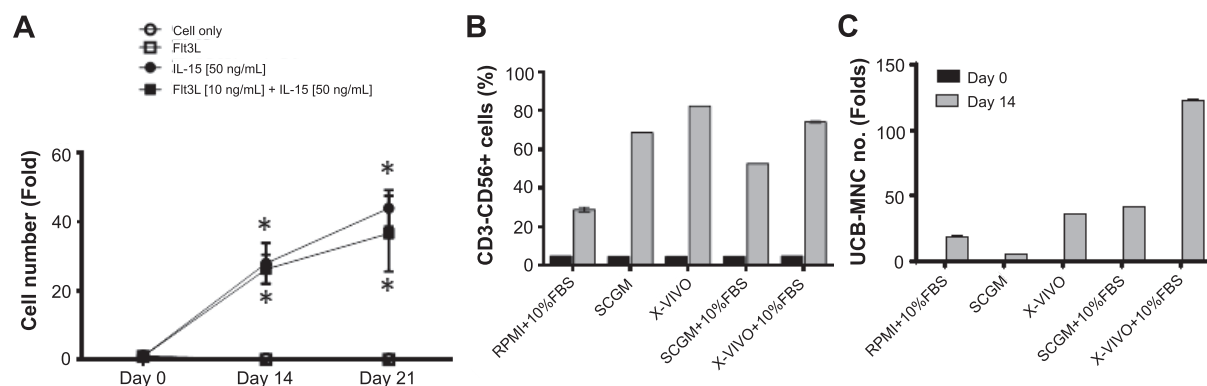 A
Cell only
Flt3L
IL-15 [50 ng/mL]
Flt3L [10 ng/mL] + IL-15 [50 ng/mL]
Cell number (Fold)
60
40
20
0
*
*
*
*
Day 0
Day 14
Day 21
B
CD3-CD56+ cells (%)
100
80
60
40
20
0
RPMI+10%FBS
SCGM
X-VIVO
SCGM+10%FBS
X-VIVO+10%FBS
C
UCB-MNC no. (Folds)
150
100
50
0
Day 0
Day 14
RPMI+10%FBS
SCGM
X-VIVO
SCGM+10%FBS
X-VIVO+10%FBS